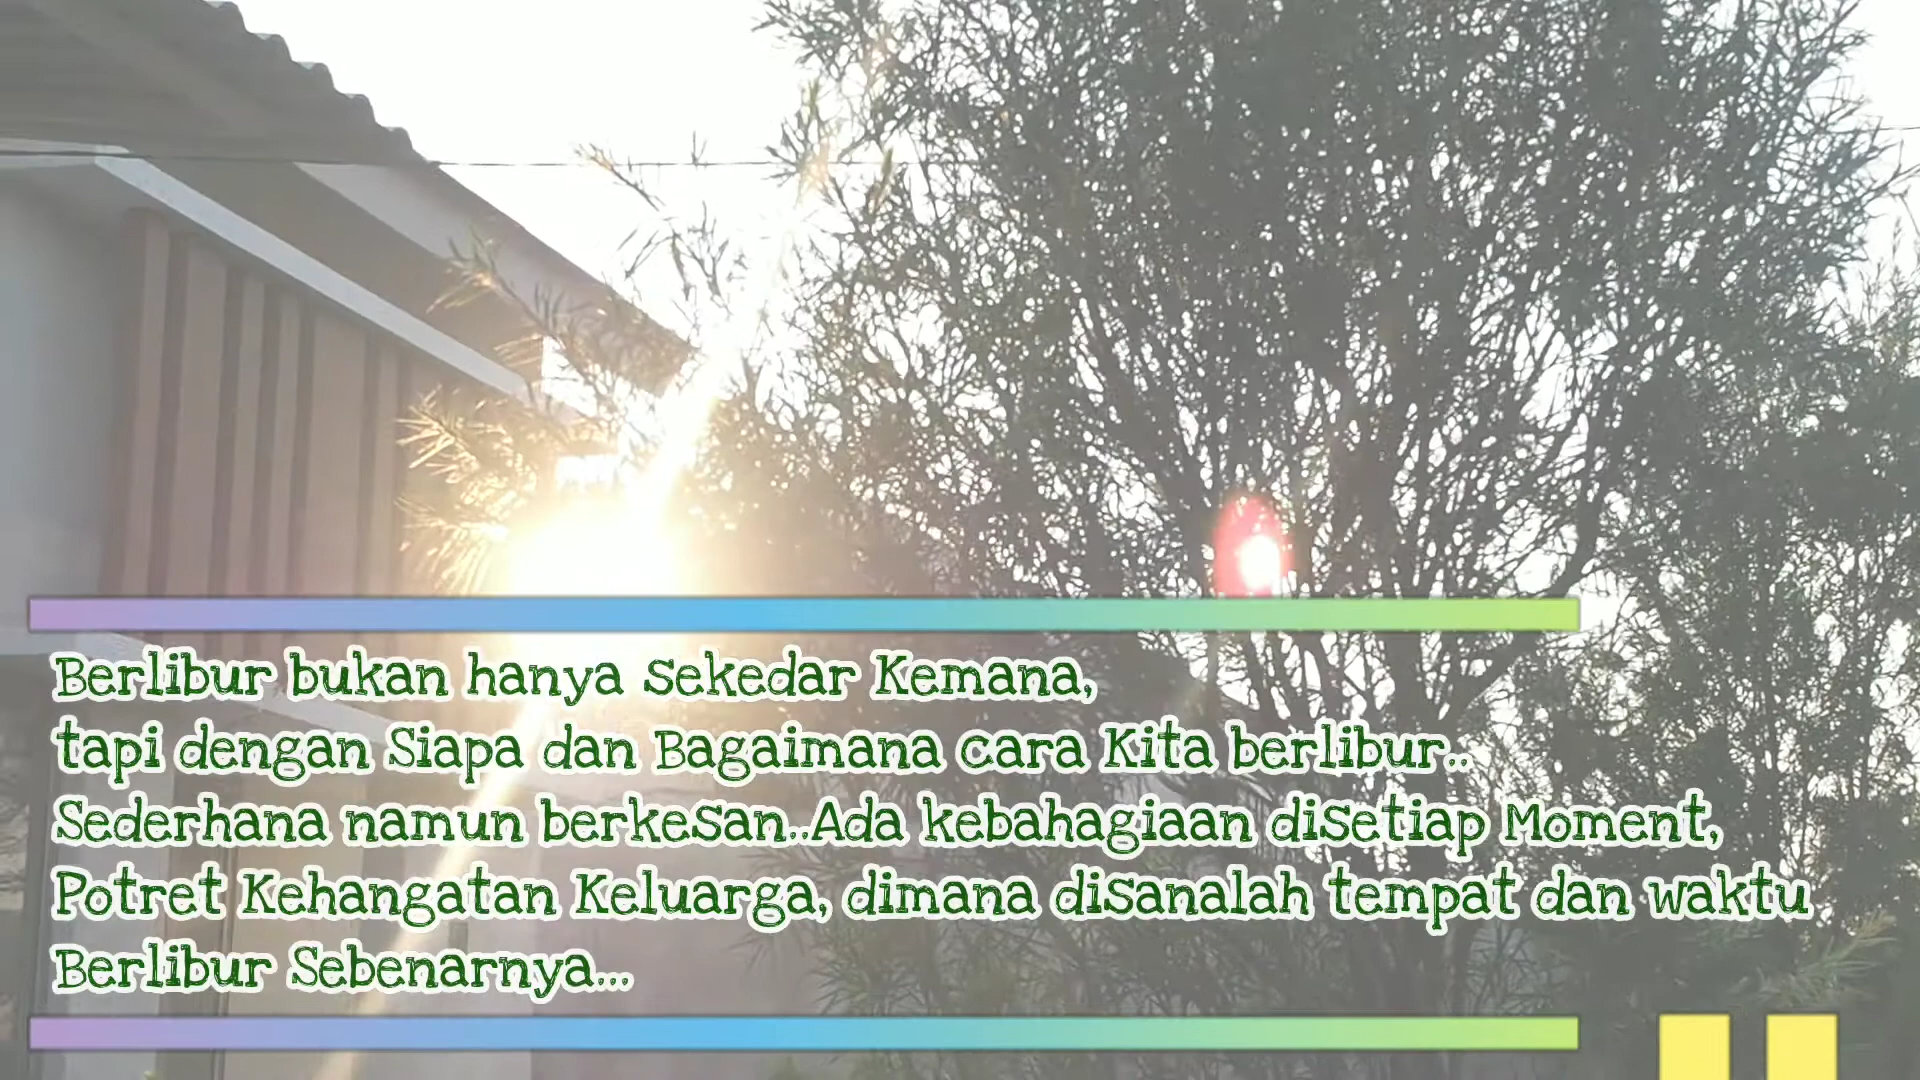 Berlibur bukan hanya Sekedar Kemana,
tapi dengan Siapa dan Bagaimana cara Kita berlibur..
Sederhana namun berkesan..Ada kebahagiaan disetiap Moment,
Potret Kehangatan Keluarga, dimana disanalah tempat dan waktu
Berlibur Sebenarnya...